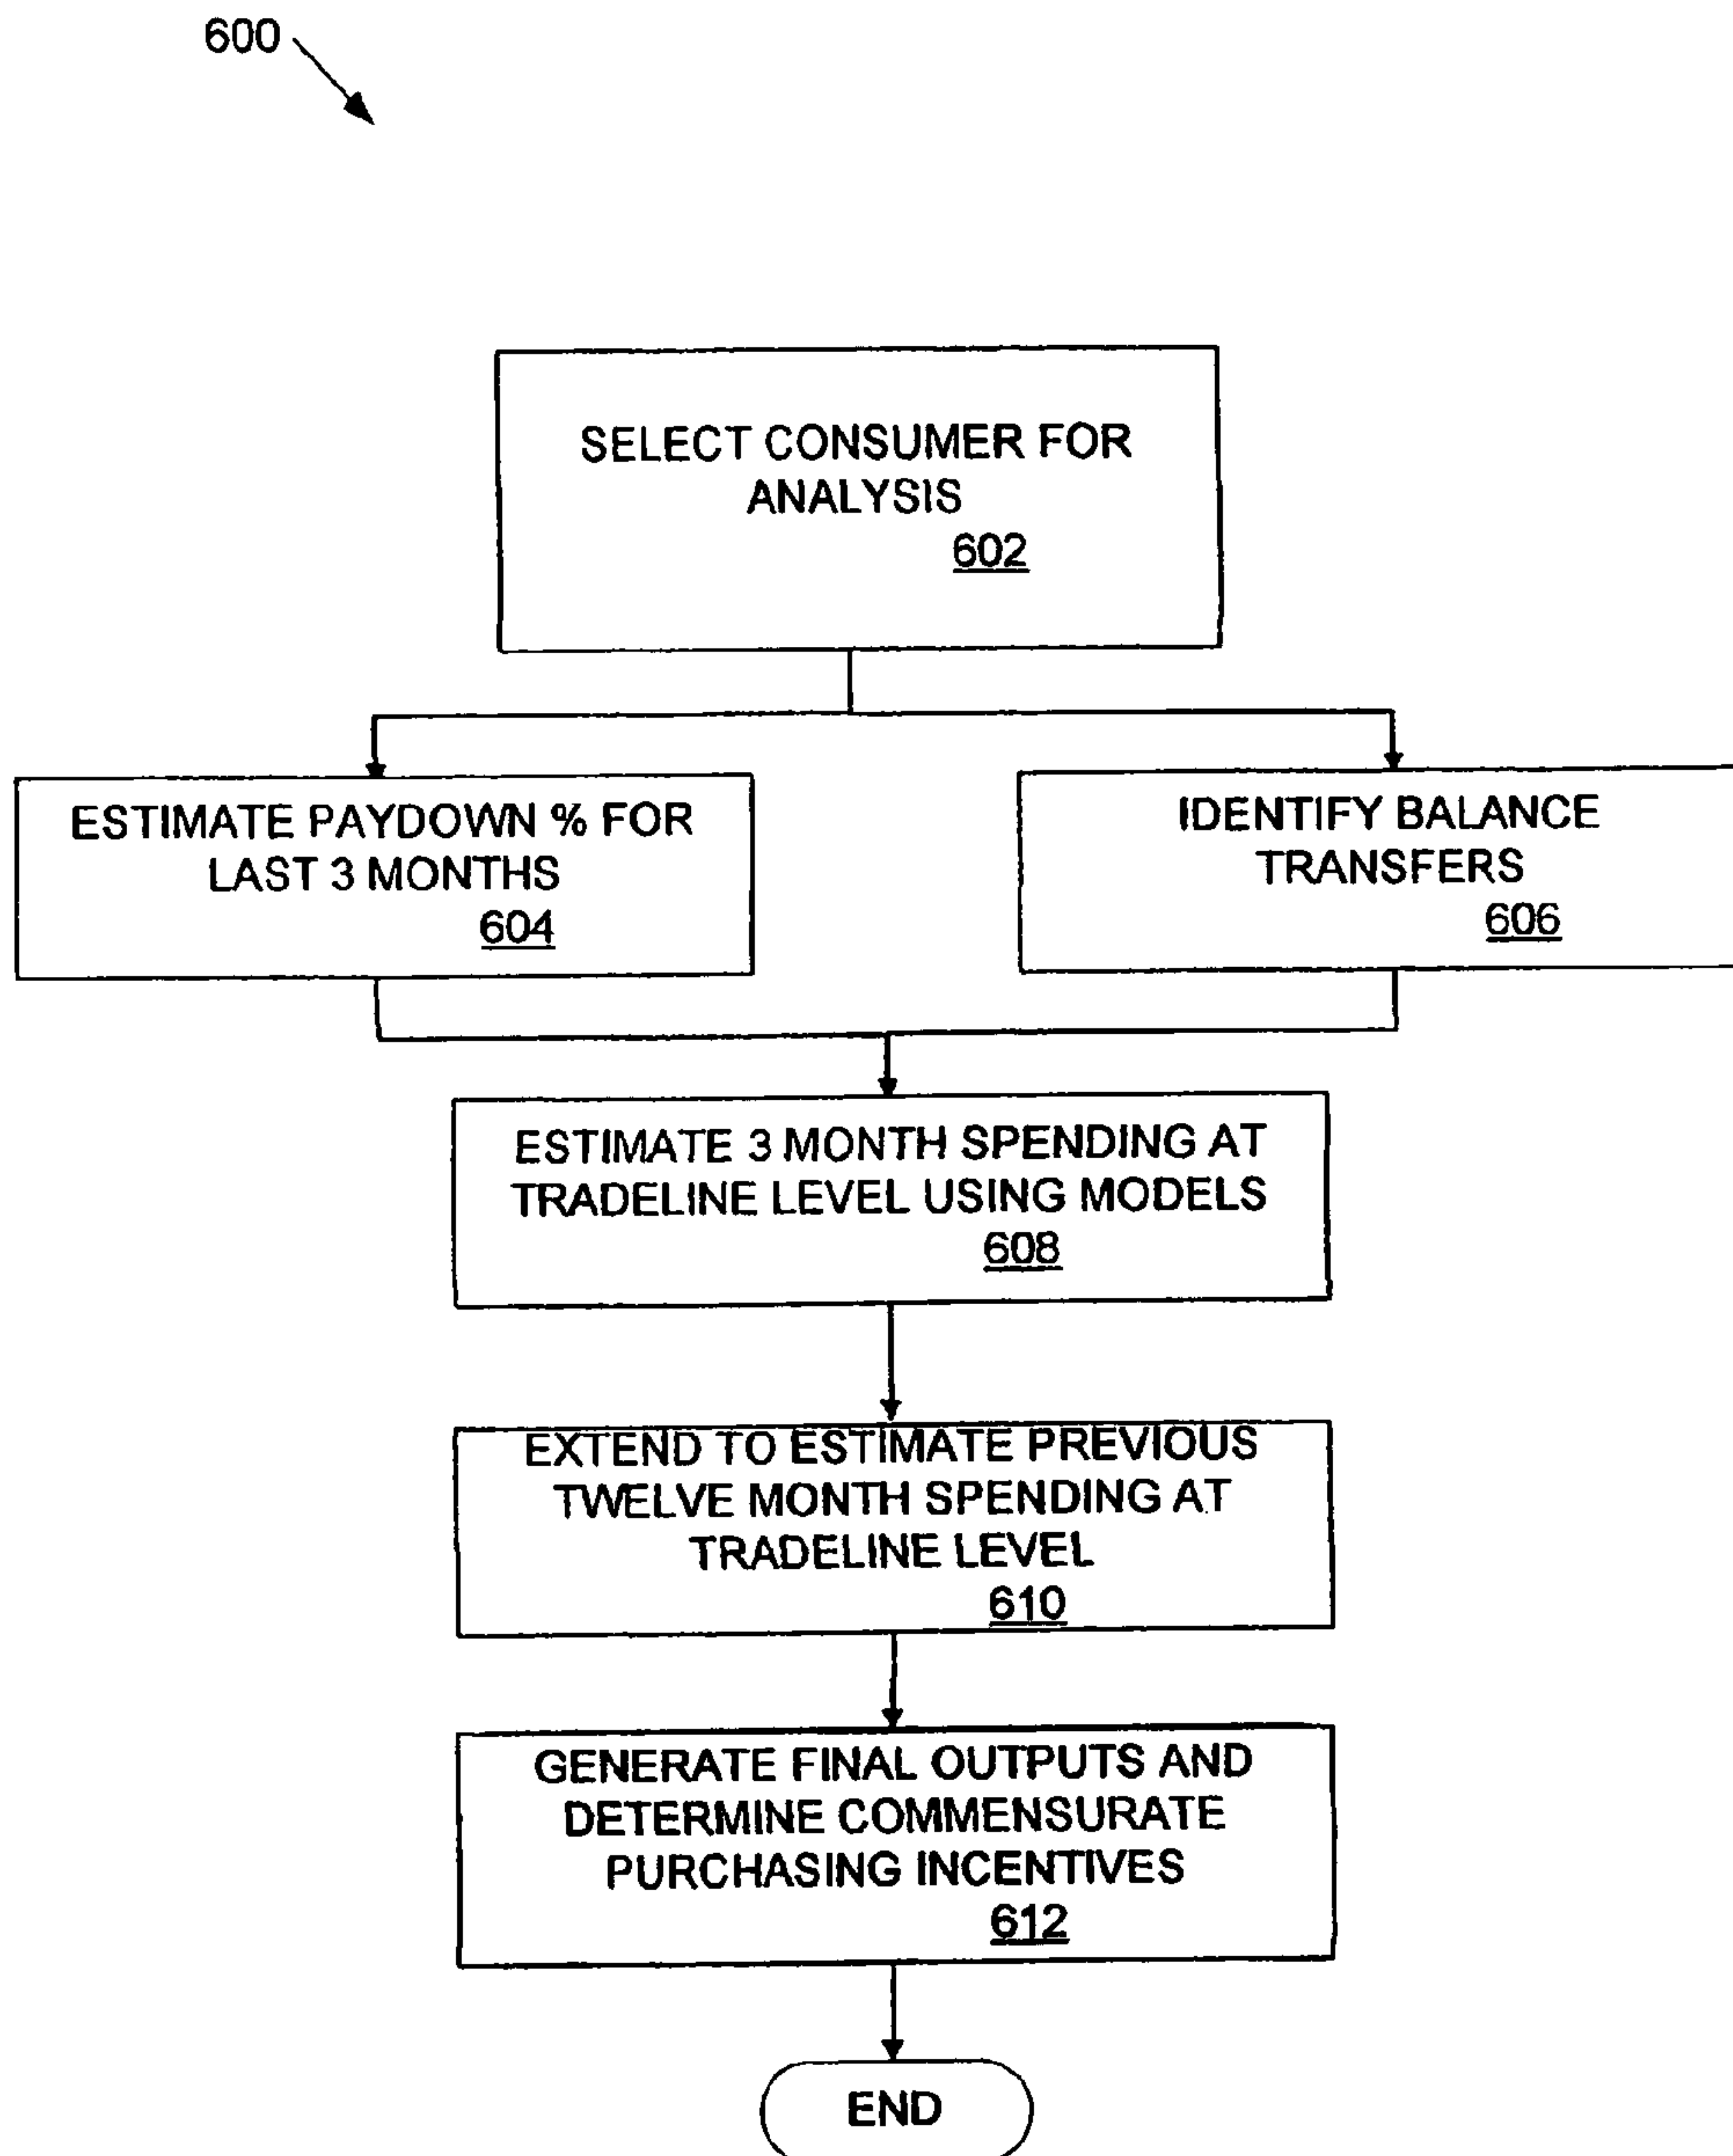 600
SELECT CONSUMER FOR
ANALYSIS
602
ESTIMATE PAYDOWN % FOR
LAST 3 MONTHS
604
IDENTIFY BALANCE
TRANSFERS
606
ESTIMATE 3 MONTH SPENDING AT
TRADELINE LEVEL USING MODELS
608
EXTEND TO ESTIMATE PREVIOUS
TWELVE MONTH SPENDING AT
TRADELINE LEVEL
610
GENERATE FINAL OUTPUTS AND
DETERMINE COMMENSURATE
PURCHASING INCENTIVES
612
END